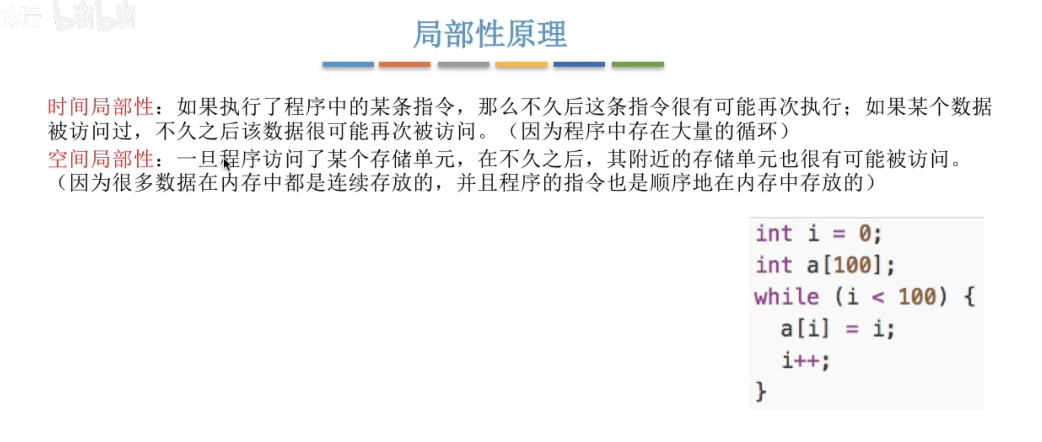 论坛 bilibili
局部性原理
时间局部性：如果执行了程序中的某条指令，那么不久后这条指令很有可能再次执行；如果某个数据
被访问过，不久之后该数据很可能再次被访问。（因为程序中存在大量的循环）
空间局部性：一旦程序访问了某个存储单元，在不久之后，其附近的存储单元也很有可能被访问。
（因为很多数据在内存中都是连续存放的，并且程序的指令也是顺序地在内存中存放的）
int i = 0;
int a[100];
while (i < 100) {
a[i] = i;
i++;
}